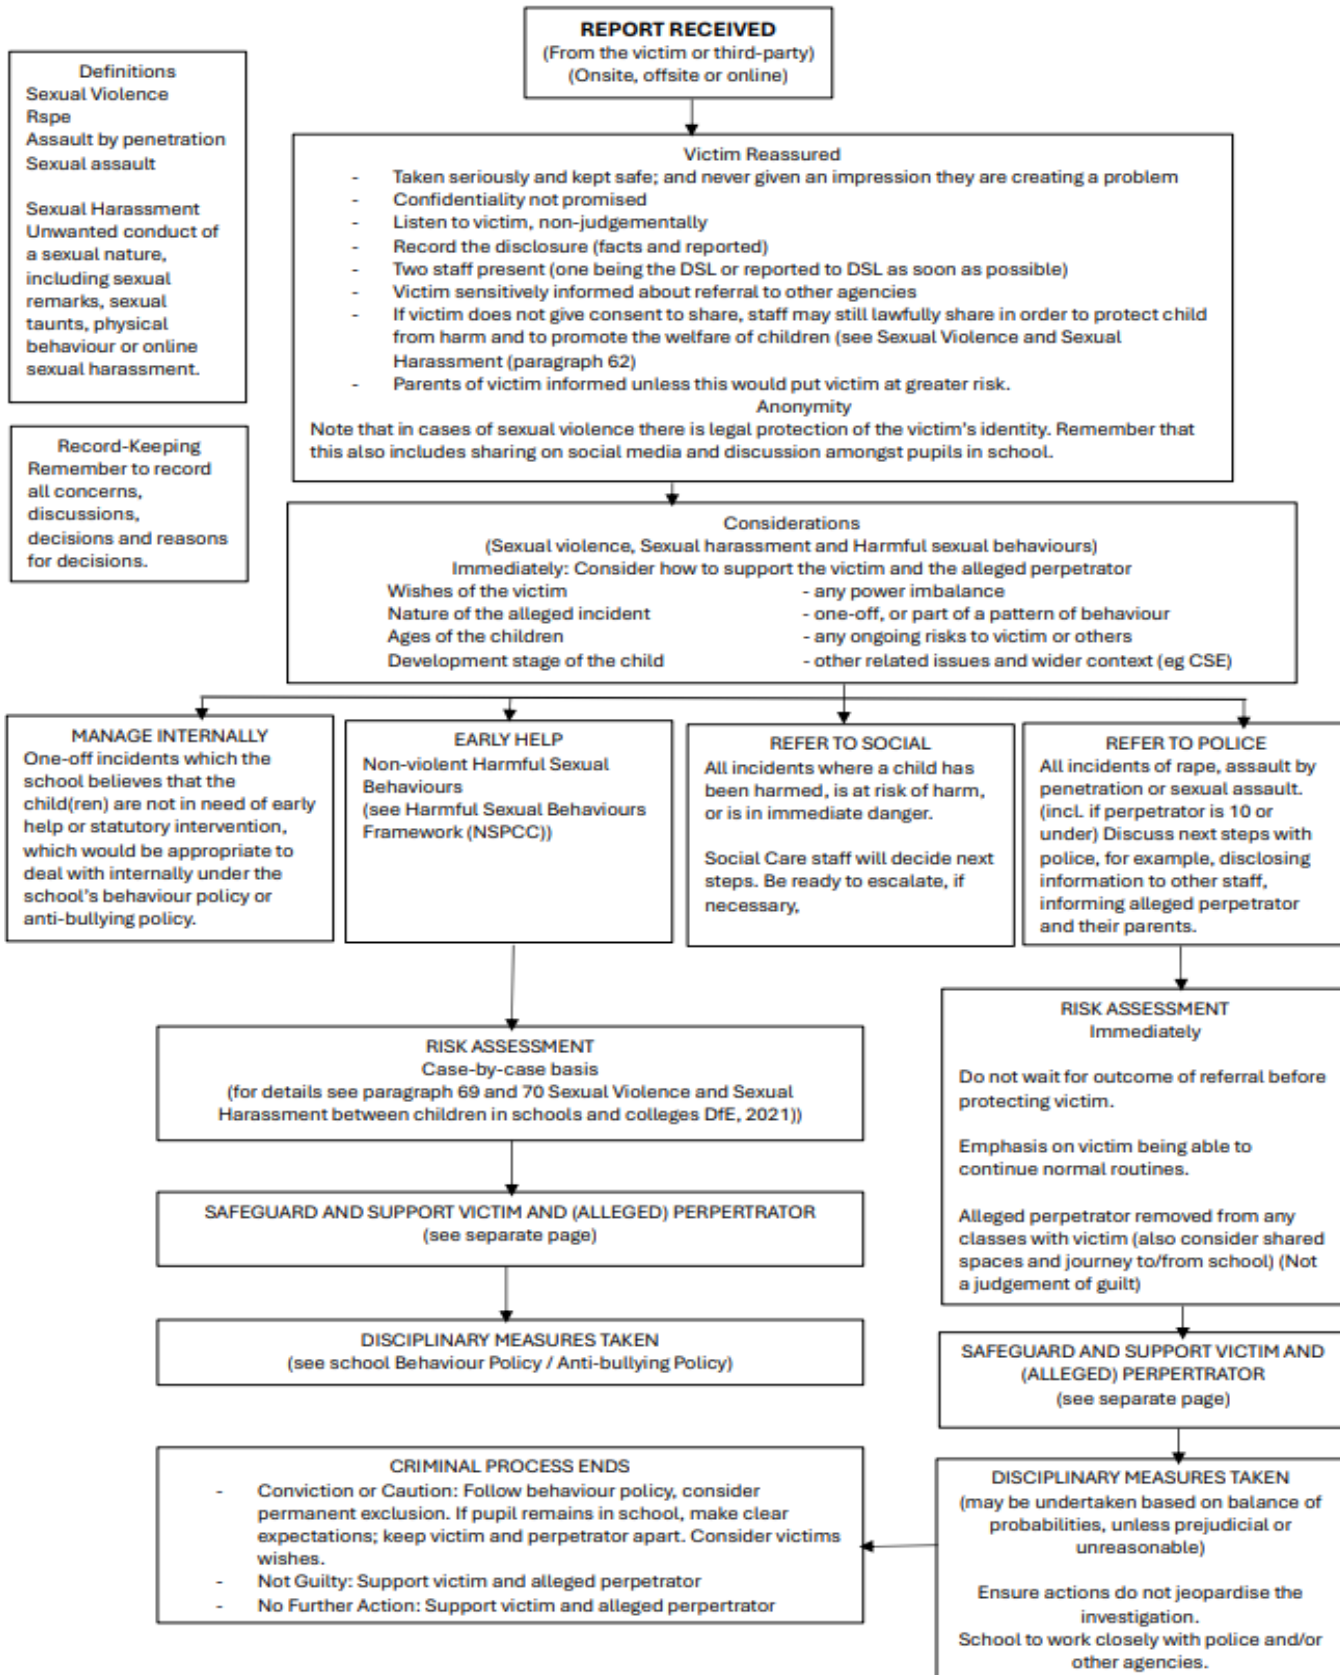 REPORT RECEIVED
(From the victim or third-party)
(Onsite, offsite or online)
Definitions
Sexual Violence
Rspe
Assault by penetration
Sexual assault
Sexual Harassment
Unwanted conduct of
a sexual nature,
including sexual
remarks, sexual
taunts, physical
behaviour or online
sexual harassment.
Record-Keeping
Remember to record
all concerns,
discussions,
decisions and reasons
for decisions.
Victim Reassured
- Taken seriously and kept safe; and never given an impression they are creating a problem
- Confidentiality not promised
- Listen to victim, non-judgementally
- Record the disclosure (facts and reported)
- Two staff present (one being the DSL or reported to DSL as soon as possible)
- Victim sensitively informed about referral to other agencies
- If victim does not give consent to share, staff may still lawfully share in order to protect child
from harm and to promote the welfare of children (see Sexual Violence and Sexual
Harassment (paragraph 62)
- Parents of victim informed unless this would put victim at greater risk.
Anonymity
Note that in cases of sexual violence there is legal protection of the victim's identity. Remember that
this also includes sharing on social media and discussion amongst pupils in school.
Considerations
(Sexual violence, Sexual harassment and Harmful sexual behaviours)
Immediately: Consider how to support the victim and the alleged perpetrator
Wishes of the victim - any power imbalance
Nature of the alleged incident - one-off, or part of a pattern of behaviour
Ages of the children - any ongoing risks to victim or others
Development stage of the child - other related issues and wider context (eg CSE)
MANAGE INTERNALLY
One-off incidents which the
school believes that the
child(ren) are not in need of early
help or statutory intervention,
which would be appropriate to
deal with internally under the
school's behaviour policy or
anti-bullying policy.
EARLY HELP
Non-violent Harmful Sexual
Behaviours
(see Harmful Sexual Behaviours
Framework (NSPCC))
REFER TO SOCIAL
All incidents where a child has
been harmed, is at risk of harm,
or is in immediate danger.
Social Care staff will decide next
steps. Be ready to escalate, if
necessary,
REFER TO POLICE
All incidents of rape, assault by
penetration or sexual assault.
(incl. if perpetrator is 10 or
under) Discuss next steps with
police, for example, disclosing
information to other staff,
informing alleged perpetrator
and their parents.
RISK ASSESSMENT
Case-by-case basis
(for details see paragraph 69 and 70 Sexual Violence and Sexual
Harassment between children in schools and colleges DfE, 2021))
SAFEGUARD AND SUPPORT VICTIM AND (ALLEGED) PERPERTRATOR
(see separate page)
DISCIPLINARY MEASURES TAKEN
(see school Behaviour Policy / Anti-bullying Policy)
RISK ASSESSMENT
Immediately
Do not wait for outcome of referral before
protecting victim.
Emphasis on victim being able to
continue normal routines.
Alleged perpetrator removed from any
classes with victim (also consider shared
spaces and journey to/from school) (Not
a judgement of guilt)
SAFEGUARD AND SUPPORT VICTIM AND
(ALLEGED) PERPERTRATOR
(see separate page)
DISCIPLINARY MEASURES TAKEN
(may be undertaken based on balance of
probabilities, unless prejudicial or
unreasonable)
Ensure actions do not jeopardise the
investigation.
School to work closely with police and/or
other agencies.
CRIMINAL PROCESS ENDS
- Conviction or Caution: Follow behaviour policy, consider
permanent exclusion. If pupil remains in school, make clear
expectations; keep victim and perpetrator apart. Consider victims
wishes.
- Not Guilty: Support victim and alleged perpetrator
- No Further Action: Support victim and alleged perpertrator